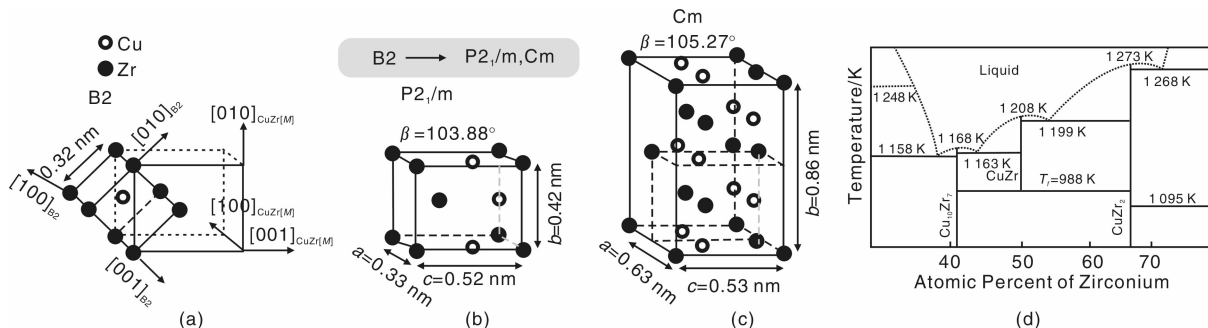 Cu
Zr
B2
0.32 nm
[010]B2
[100]B2
[001]B2
[010]CuZr[M]
[100]CuZr[M]
[001]CuZr[M]
(a)
B2 → P2₁/m,Cm
P2₁/m
β=103.88°
b=0.42 nm
a=0.33 nm
c=0.52 nm
(b)
Cm
β=105.27°
b=0.86 nm
a=0.63 nm
c=0.53 nm
(c)
Temperature/K
Liquid
1 273 K
1 268 K
1 248 K
1 208 K
1 199 K
1 168 K
1 158 K
1 163 K
CuZr
Tr=988 K
1 095 K
Cu₁₀Zr₇
CuZr₂
40 50 60 70
Atomic Percent of Zirconium
(d)